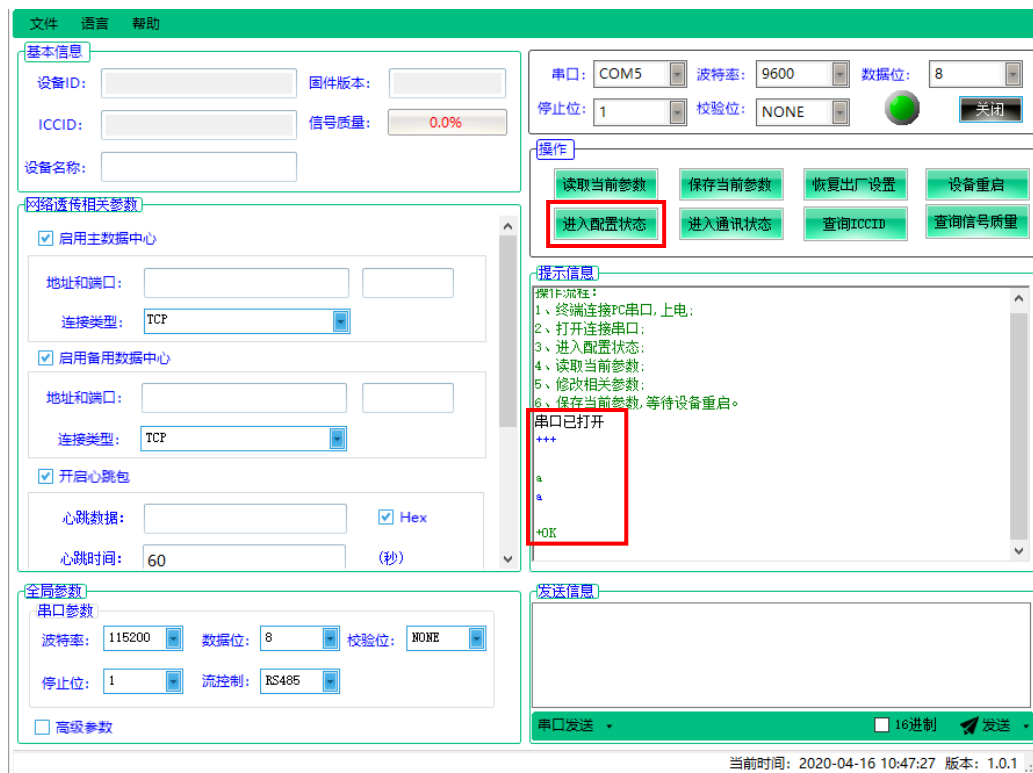 文件 语言 帮助
基本信息
设备ID:
固件版本:
ICCID:
信号质量: 0.0%
设备名称:
串口: COM5 波特率: 9600 数据位: 8
停止位: 1 校验位: NONE 关闭
操作
读取当前参数 保存当前参数 恢复出厂设置 设备重启
进入配置状态 进入通讯状态 查询ICCID 查询信号质量
网络透传相关参数
启用主数据中心
地址和端口:
连接类型: TCP
启用备用数据中心
地址和端口:
连接类型: TCP
开启心跳包
心跳数据: Hex
心跳时间: 60 (秒)
提示信息
操作流程:
1、终端连接PC串口,上电;
2、打开连接串口;
3、进入配置状态;
4、读取当前参数;
5、修改相关参数;
6、保存当前参数,等待设备重启。
串口已打开
+++
a
a
+OK
全局参数
串口参数
波特率: 115200 数据位: 8 校验位: NONE
停止位: 1 流控制: RS485
高级参数
发送信息
串口发送 16进制 发送
当前时间: 2020-04-16 10:47:27 版本: 1.0.1